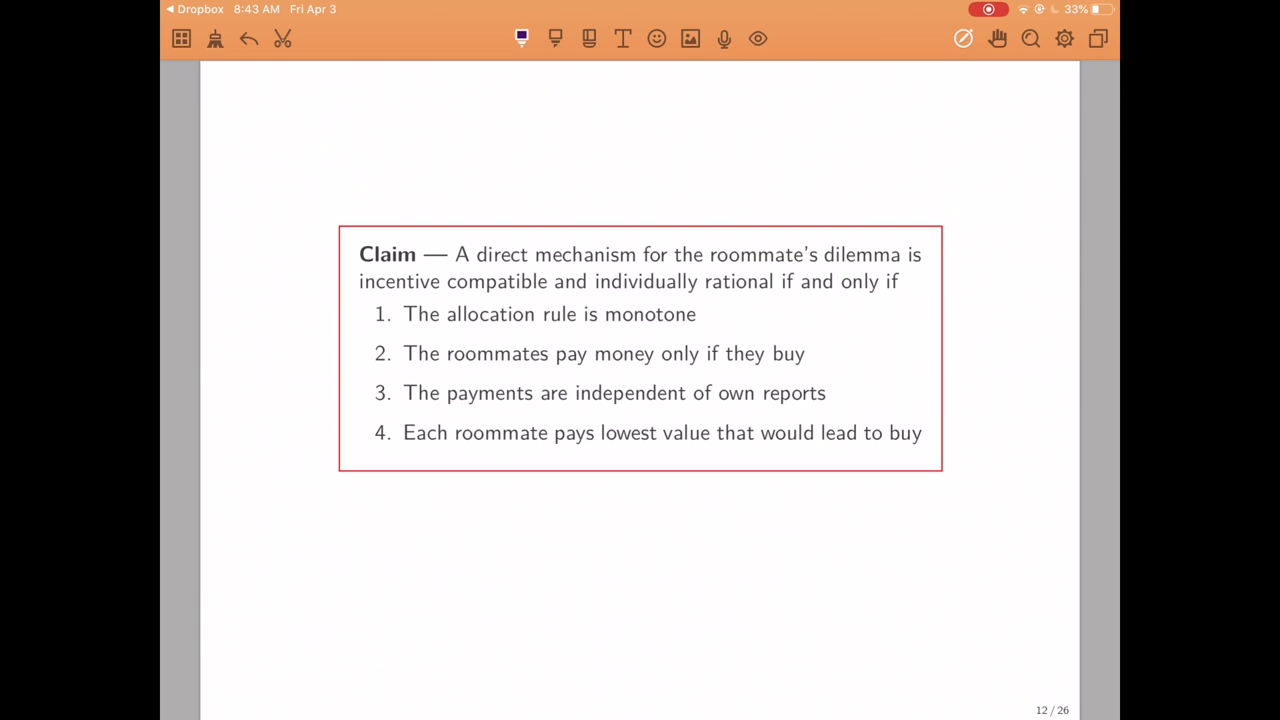 Dropbox 8:43 AM Fri Apr 3 33%
Claim — A direct mechanism for the roommate's dilemma is
incentive compatible and individually rational if and only if
1. The allocation rule is monotone
2. The roommates pay money only if they buy
3. The payments are independent of own reports
4. Each roommate pays lowest value that would lead to buy
12 / 26